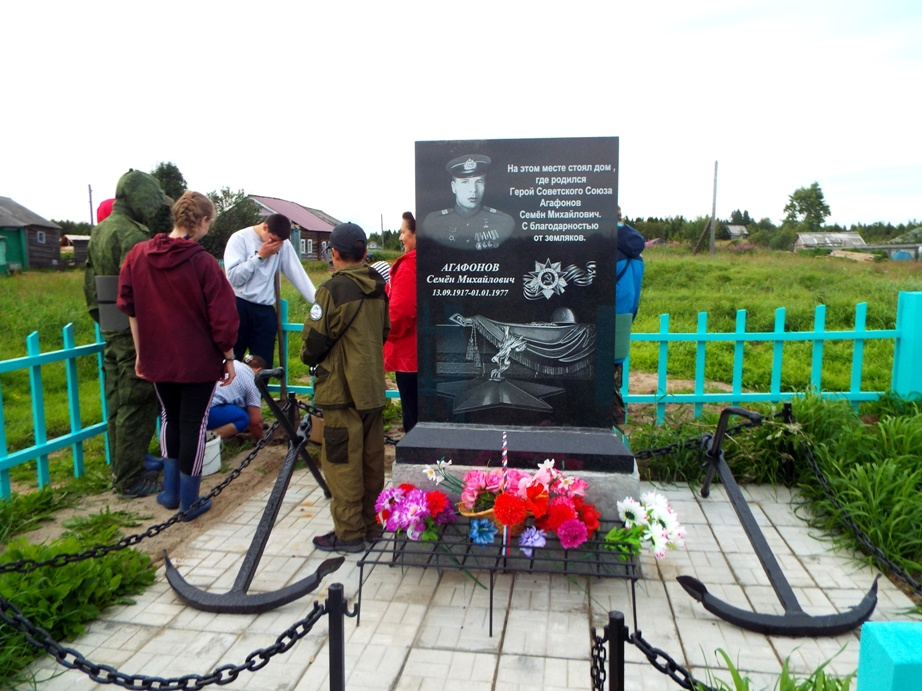 На этом месте стоял дом,
где родился
Герой Советского Союза
Агафонов
Семён Михайлович.
С благодарностью
от земляков.
АГАФОНОВ
Семён Михайлович
13.09.1917-01.01.1977